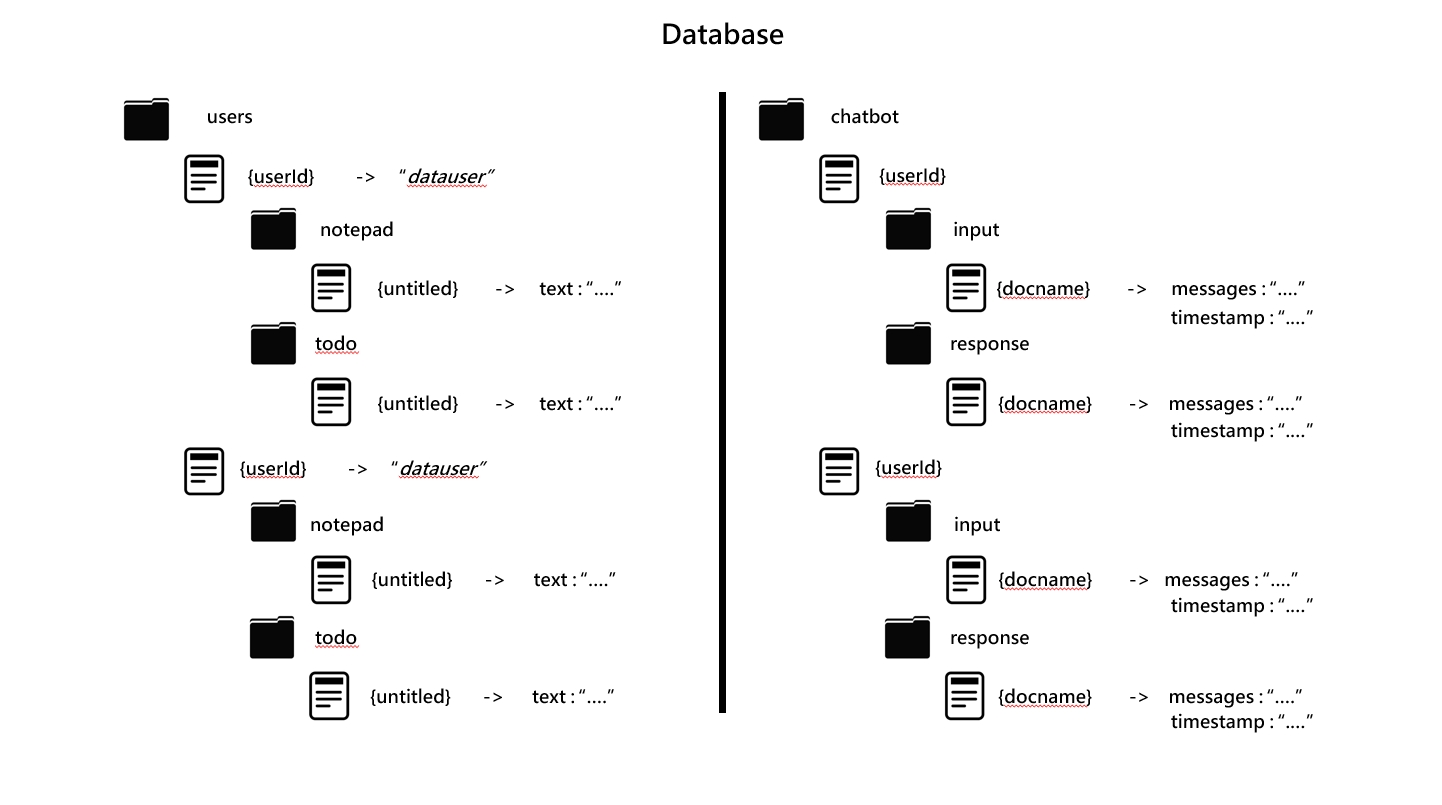 Database
users
{userId} -> “datauser”
notepad
{untitled} -> text : “....”
todo
{untitled} -> text : “....”
{userId} -> “datauser”
notepad
{untitled} -> text : “....”
todo
{untitled} -> text : “....”
chatbot
{userId}
input
{docname} -> messages : “....”
timestamp : “....”
response
{docname} -> messages : “....”
timestamp : “....”
{userId}
input
{docname} -> messages : “....”
timestamp : “....”
response
{docname} -> messages : “....”
timestamp : “....”